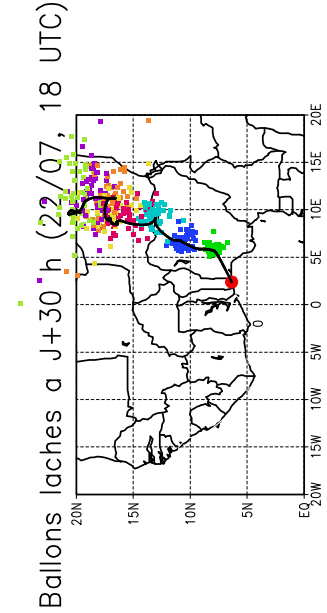 Ballons laches a J+30 h (22/07, 18 UTC)
20N
15N
10N
5N
EQ
20W
15W
10W
5W
0
5E
10E
15E
20E
0